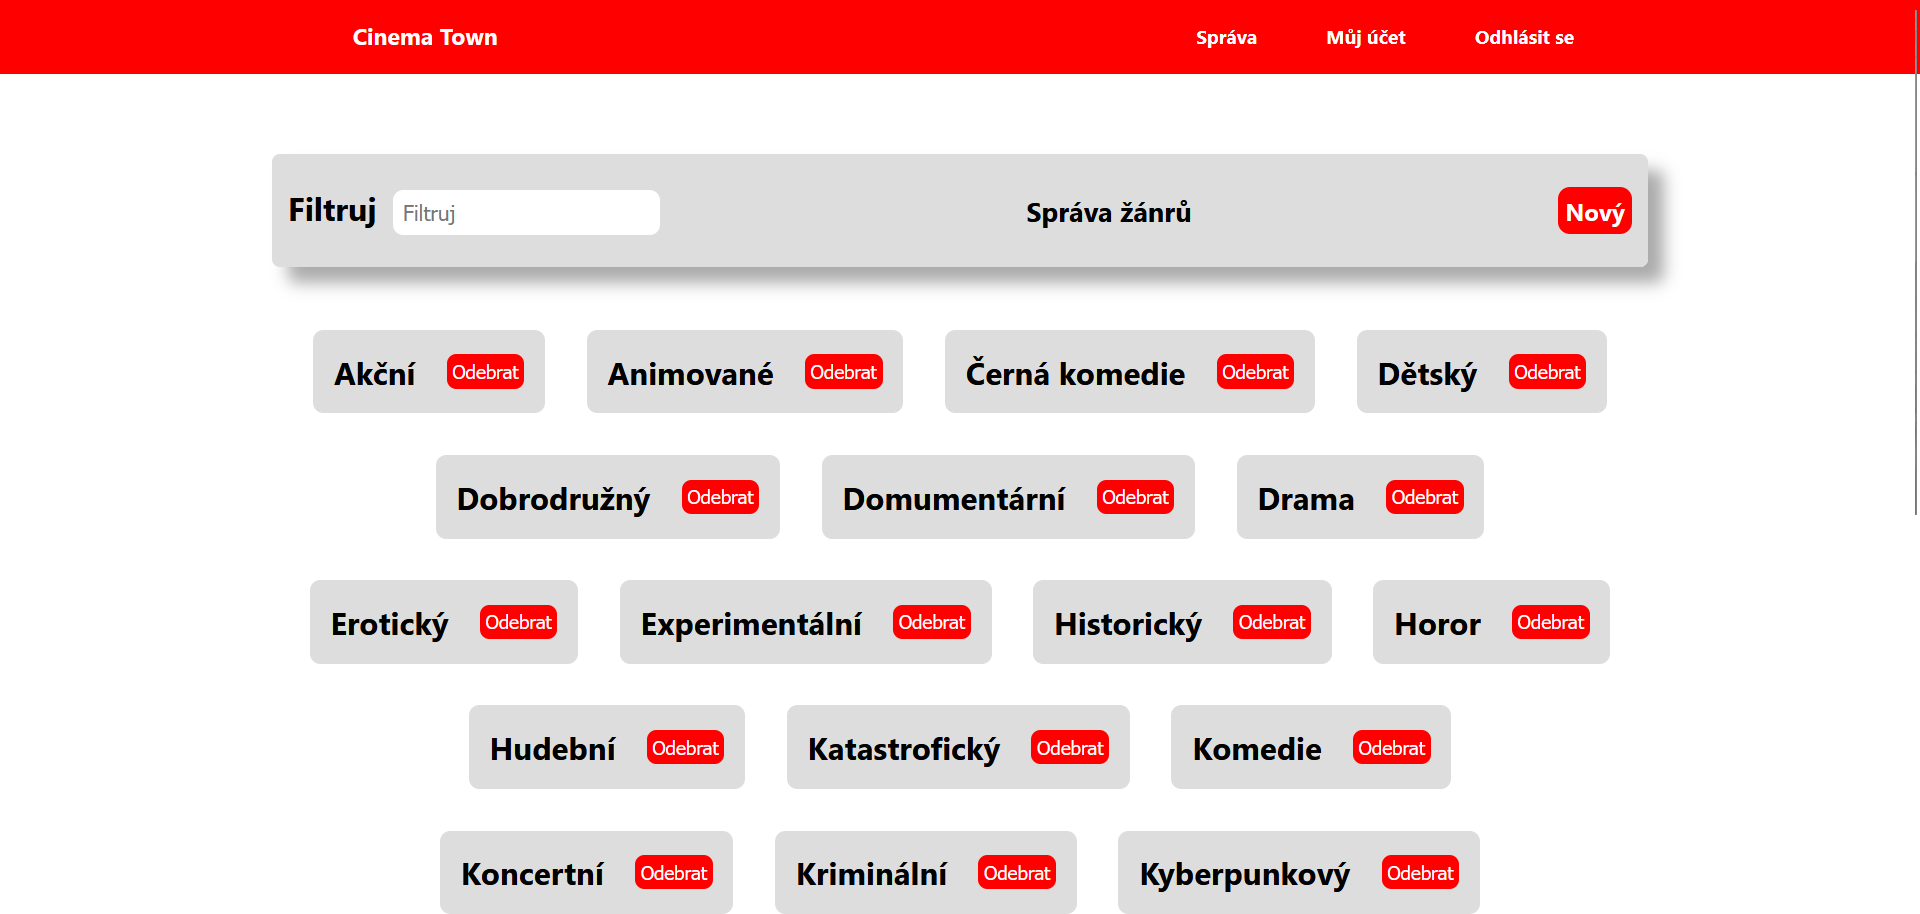 Cinema Town Správa Můj účet Odhlásit se
Filtruj Filtruj Správa žánrů Nový
Akční Odebrat Animované Odebrat Černá komedie Odebrat Dětský Odebrat
Dobrodružný Odebrat Domumentární Odebrat Drama Odebrat
Erotický Odebrat Experimentální Odebrat Historický Odebrat Horor Odebrat
Hudební Odebrat Katastrofický Odebrat Komedie Odebrat
Koncertní Odebrat Kriminální Odebrat Kyberpunkový Odebrat